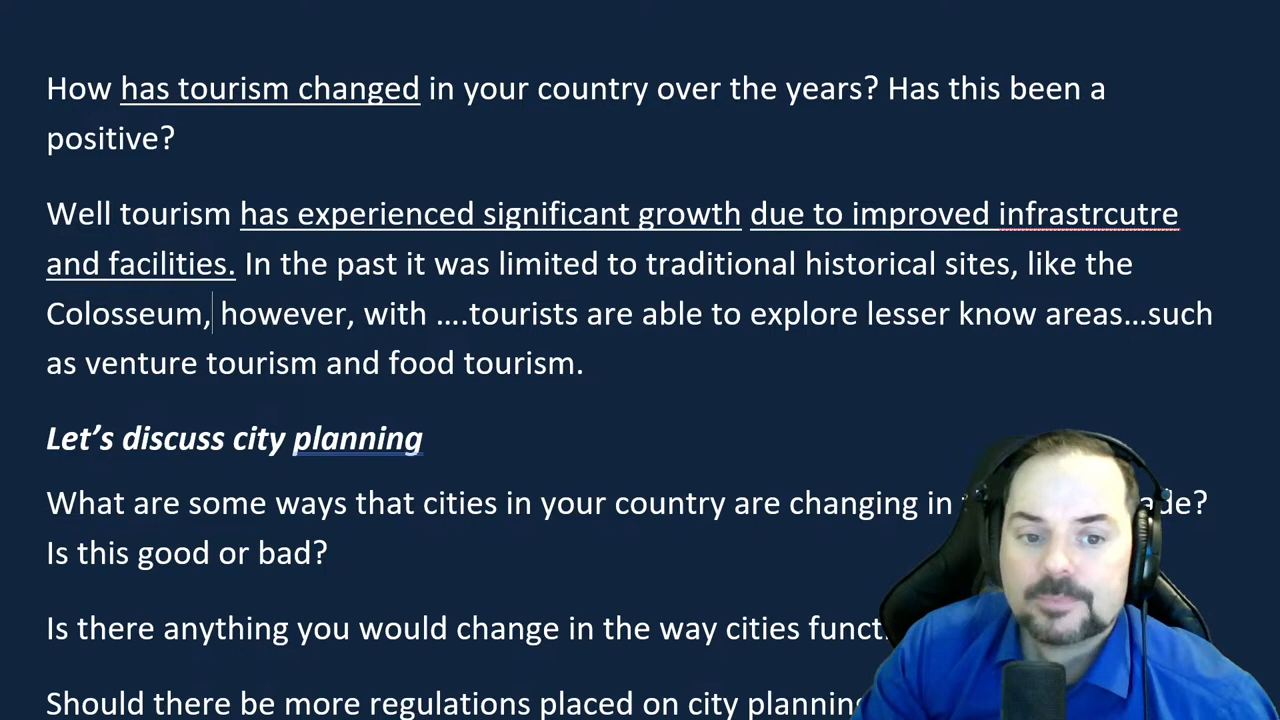 How has tourism changed in your country over the years? Has this been a
positive?
Well tourism has experienced significant growth due to improved infrastrcutre
and facilities. In the past it was limited to traditional historical sites, like the
Colosseum, however, with ….tourists are able to explore lesser know areas…such
as venture tourism and food tourism.
Let's discuss city planning
What are some ways that cities in your country are changing in
Is this good or bad?
Is there anything you would change in the way cities
Should there be more regulations placed on city planning